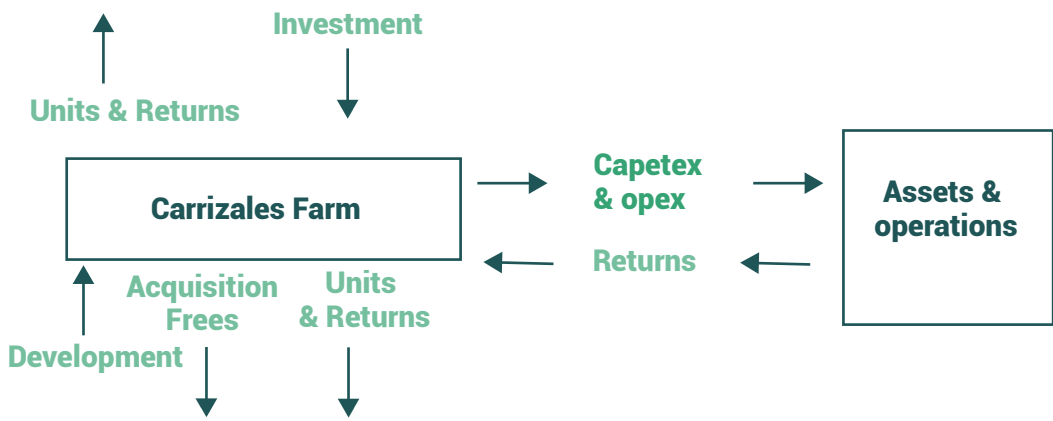 Investment
Units & Returns
Carrizales Farm
Capetex
& opex
Assets &
operations
Returns
Acquisition
Frees
Units
& Returns
Development